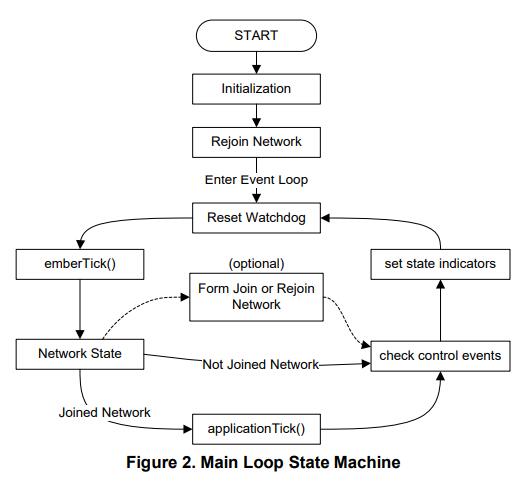 START
Initialization
Rejoin Network
Enter Event Loop
Reset Watchdog
emberTick()
(optional)
Form Join or Rejoin
Network
set state indicators
Network State
Not Joined Network
check control events
Joined Network
applicationTick()
Figure 2. Main Loop State Machine